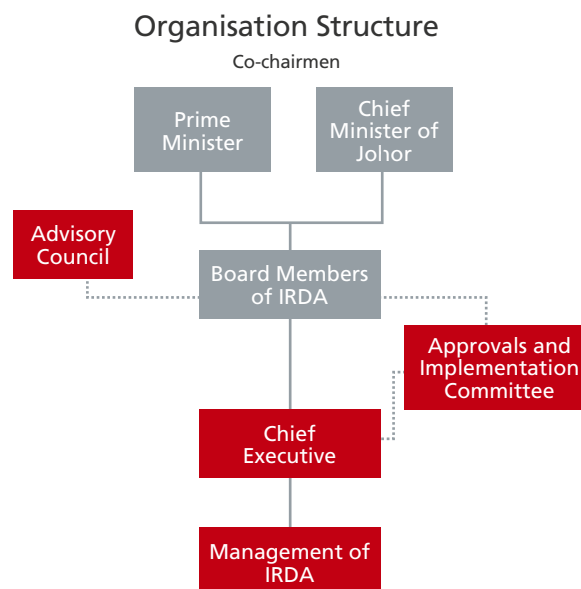 Organisation Structure
Co-chairmen
Prime
Minister
Chief
Minister of
Johor
Advisory
Council
Board Members
of IRDA
Approvals and
Implementation
Committee
Chief
Executive
Management of
IRDA